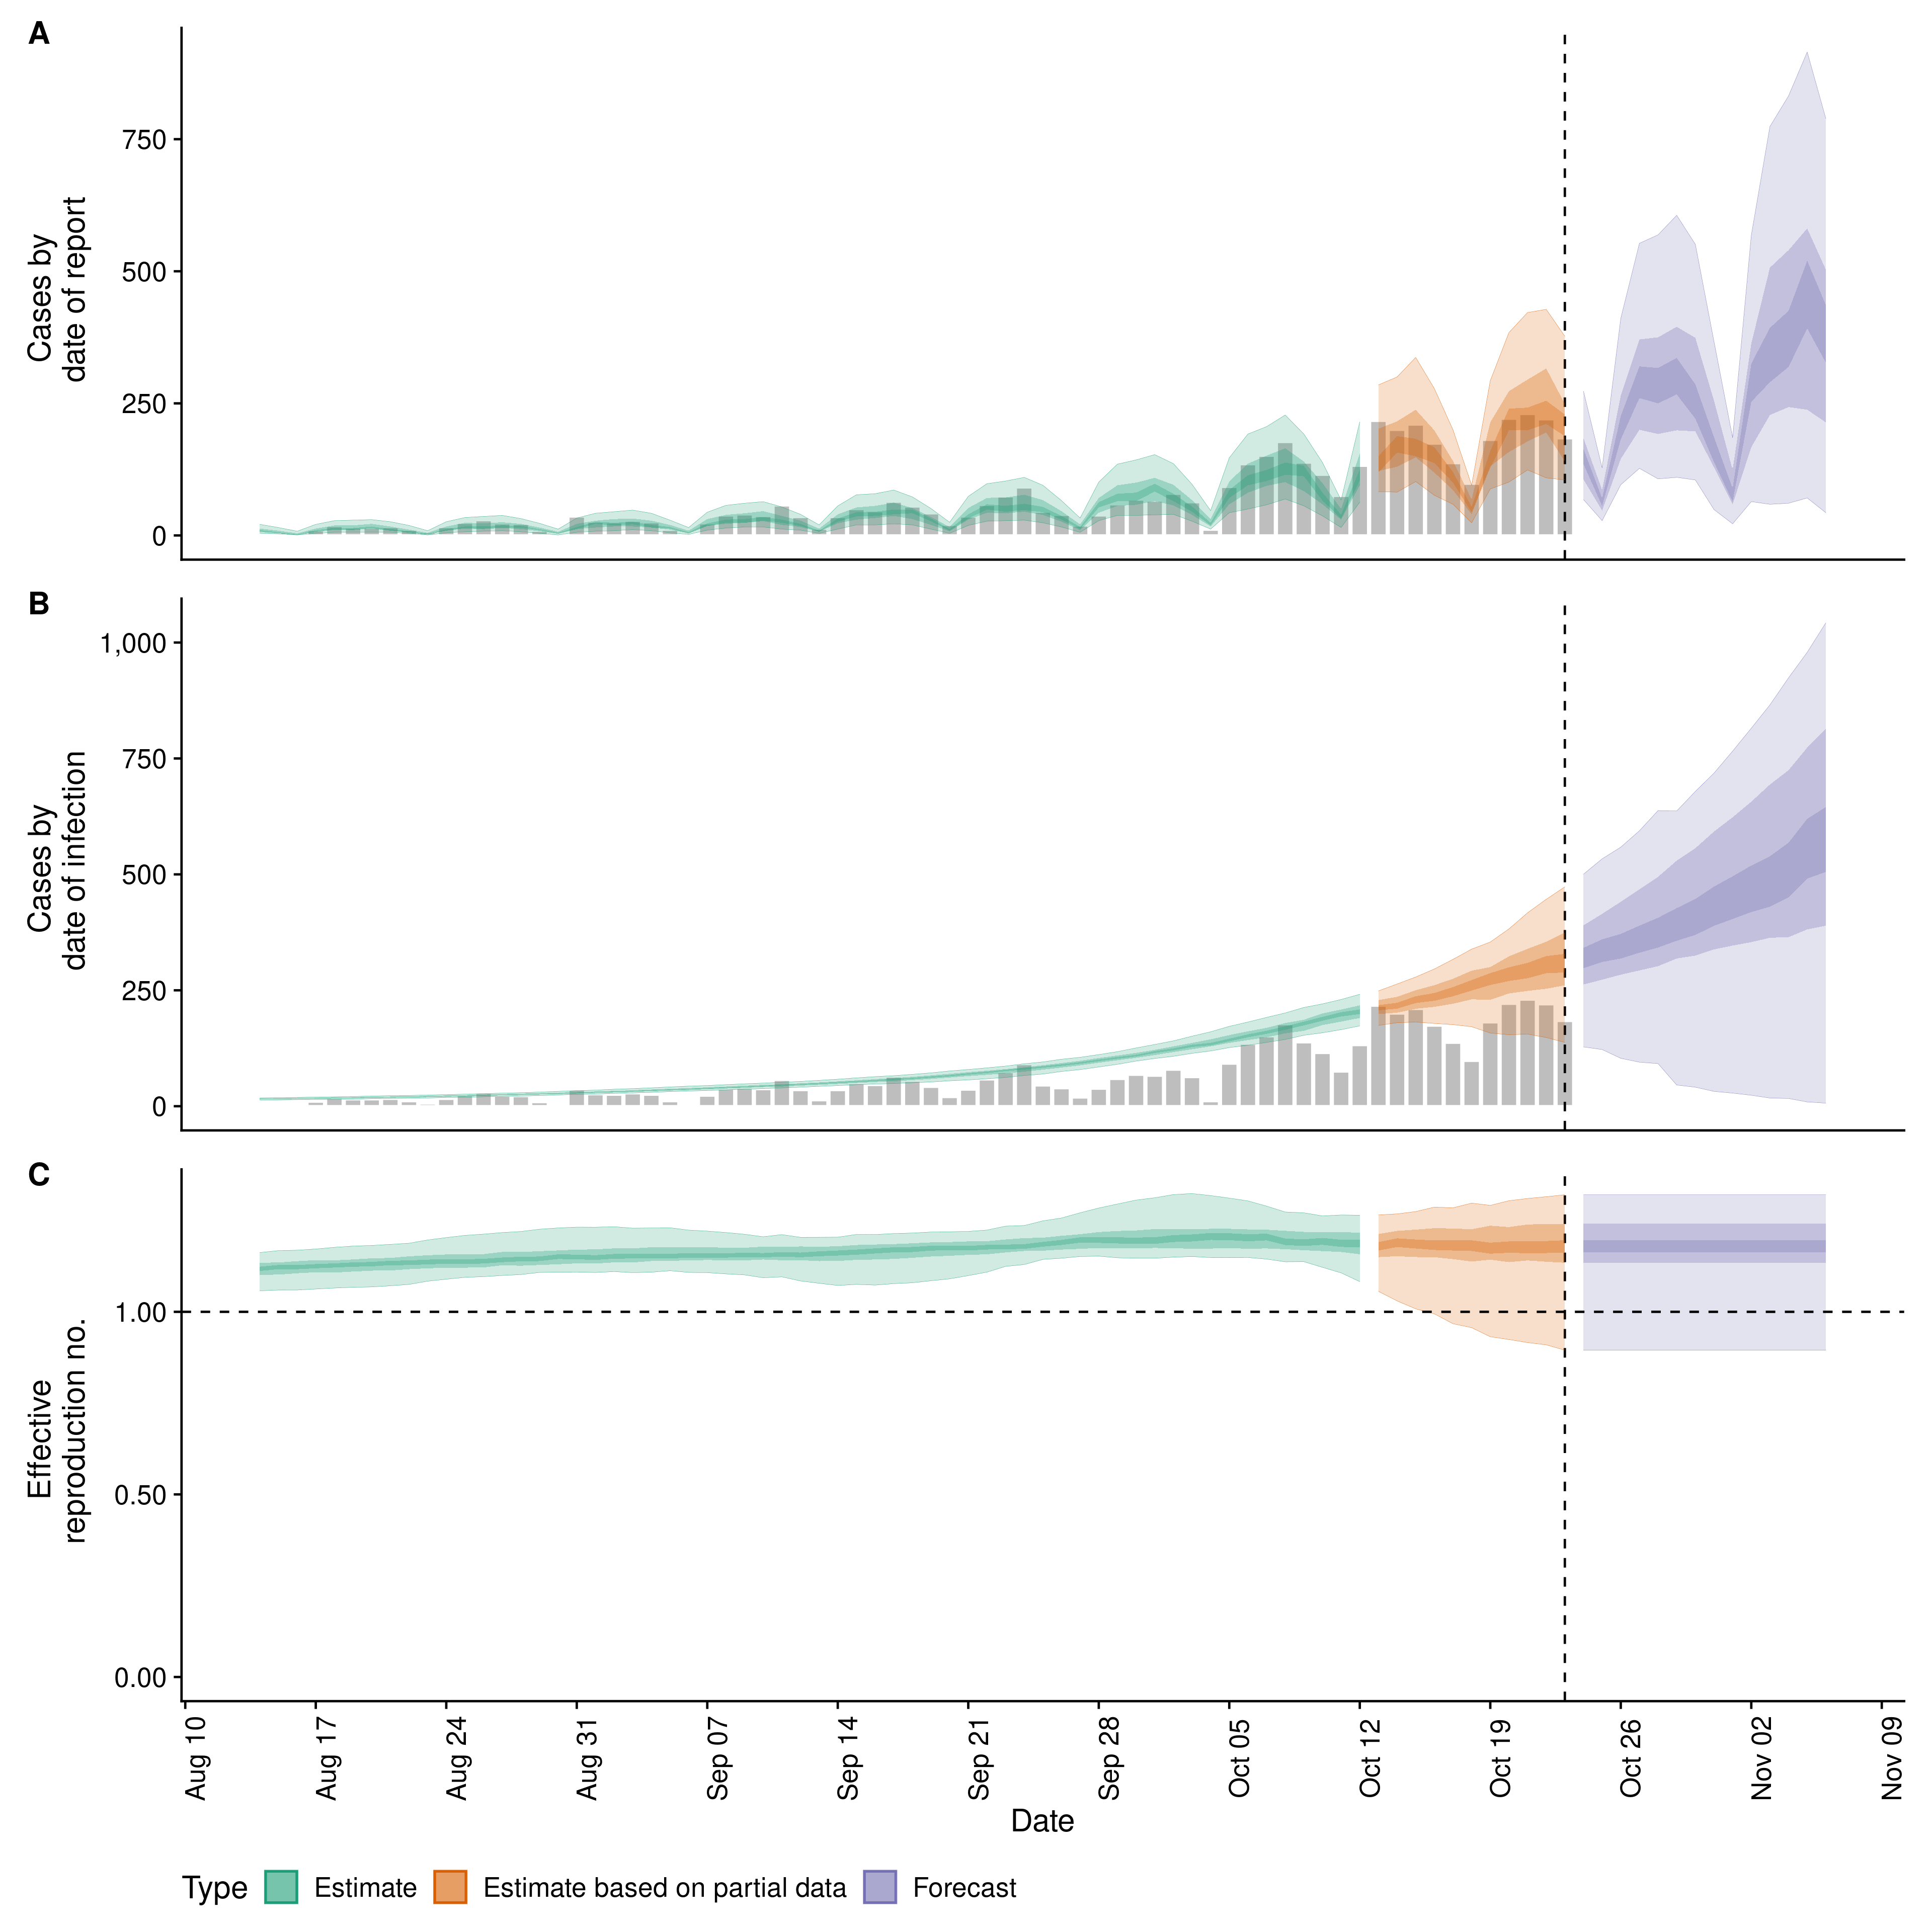 A
Cases by
date of report
750
500
250
0
B
Cases by
date of infection
1,000
750
500
250
0
C
Effective
reproduction no.
1.00
0.50
0.00
Aug 10
Aug 17
Aug 24
Aug 31
Sep 07
Sep 14
Sep 21
Sep 28
Oct 05
Oct 12
Oct 19
Oct 26
Nov 02
Nov 09
Date
Type Estimate Estimate based on partial data Forecast